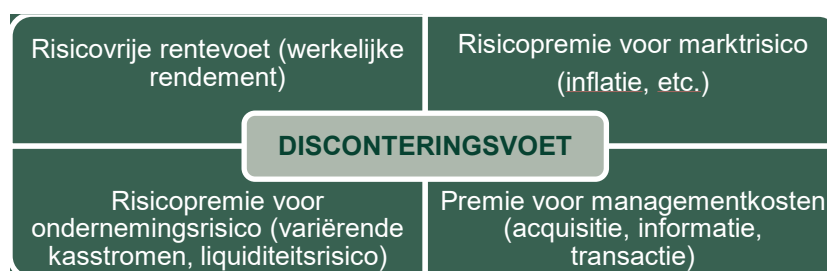 Risicovrije rentevoet (werkelijke
rendement)
Risicopremie voor marktrisico
(inflatie, etc.)
DISCONTERINGSVOET
Risicopremie voor
ondernemingsrisico (variërende
kasstromen, liquiditeitsrisico)
Premie voor managementkosten
(acquisitie, informatie,
transactie)